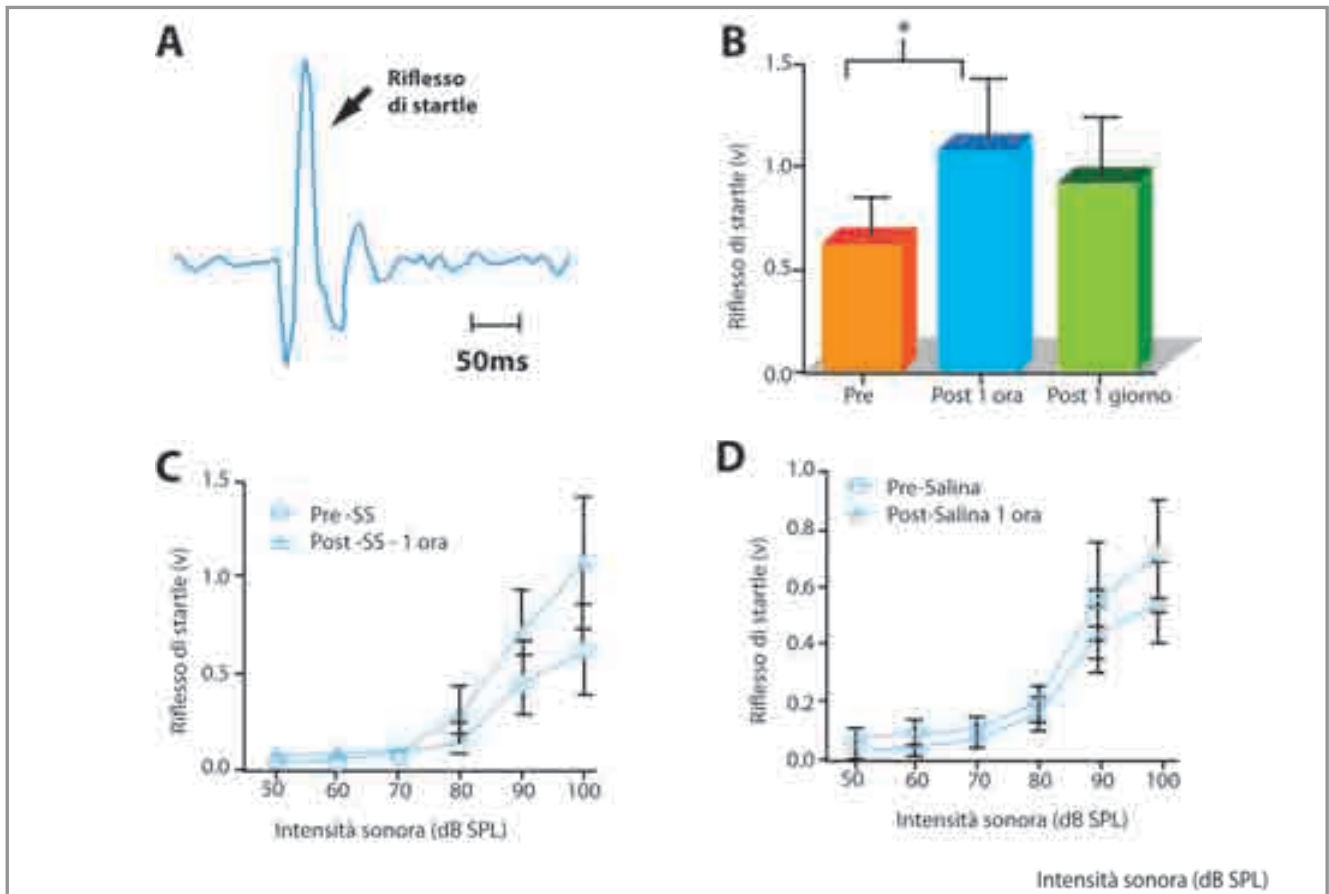 A
Riflesso
di startle
50ms
B
*
Riflesso di startle (v)
1.5
1.0
0.5
0.0
Pre
Post 1 ora
Post 1 giorno
C
Riflesso di startle (v)
1.5
1.0
0.5
0.0
Pre -SS
Post -SS - 1 ora
50 60 70 80 90 100
Intensità sonora (dB SPL)
D
Riflesso di startle (v)
1.0
0.8
0.6
0.4
0.2
0.0
Pre-Salina
Post-Salina 1 ora
50 60 70 80 90 100
Intensità sonora (dB SPL)
Intensità sonora (dB SPL)